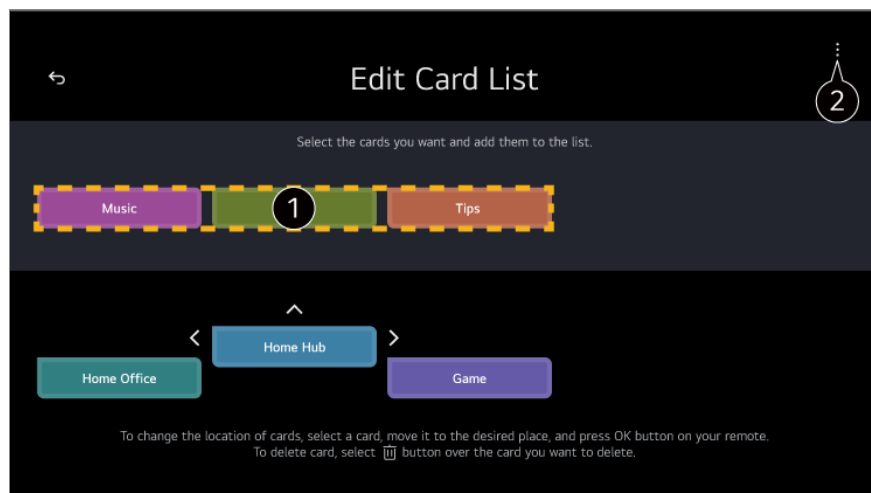 Edit Card List
2
Select the cards you want and add them to the list.
Music
1
Tips
Home Hub
Home Office
Game
To change the location of cards, select a card, move it to the desired place, and press OK button on your remote.
To delete card, select button over the card you want to delete.